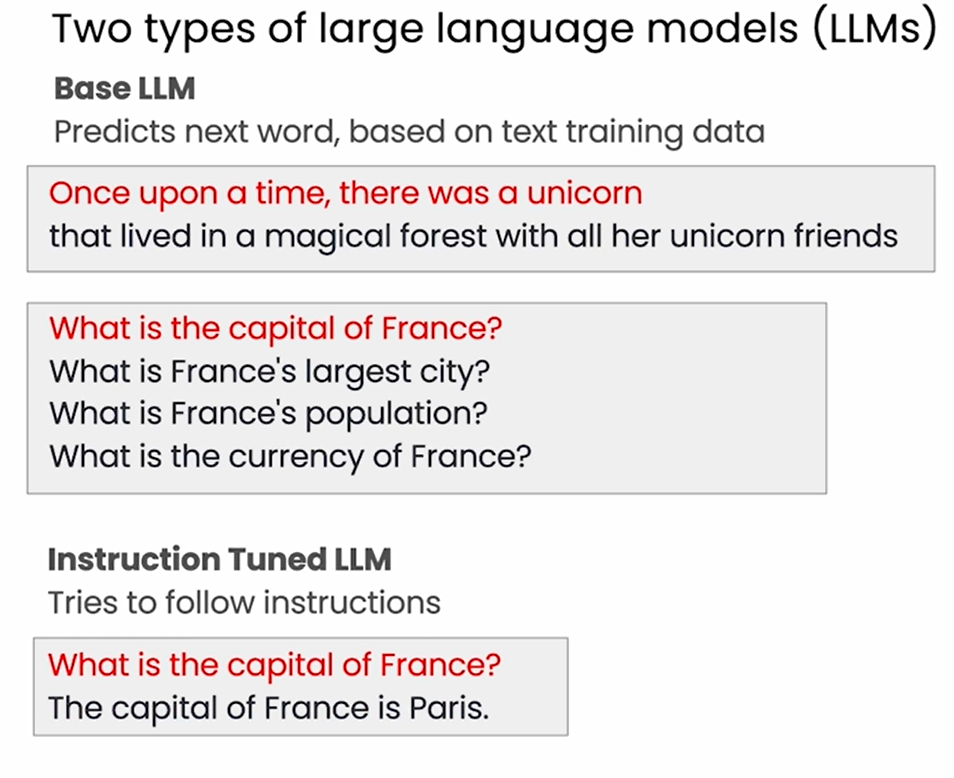 Two types of large language models (LLMs)
Base LLM
Predicts next word, based on text training data
Once upon a time, there was a unicorn
that lived in a magical forest with all her unicorn friends
What is the capital of France?
What is France's largest city?
What is France's population?
What is the currency of France?
Instruction Tuned LLM
Tries to follow instructions
What is the capital of France?
The capital of France is Paris.